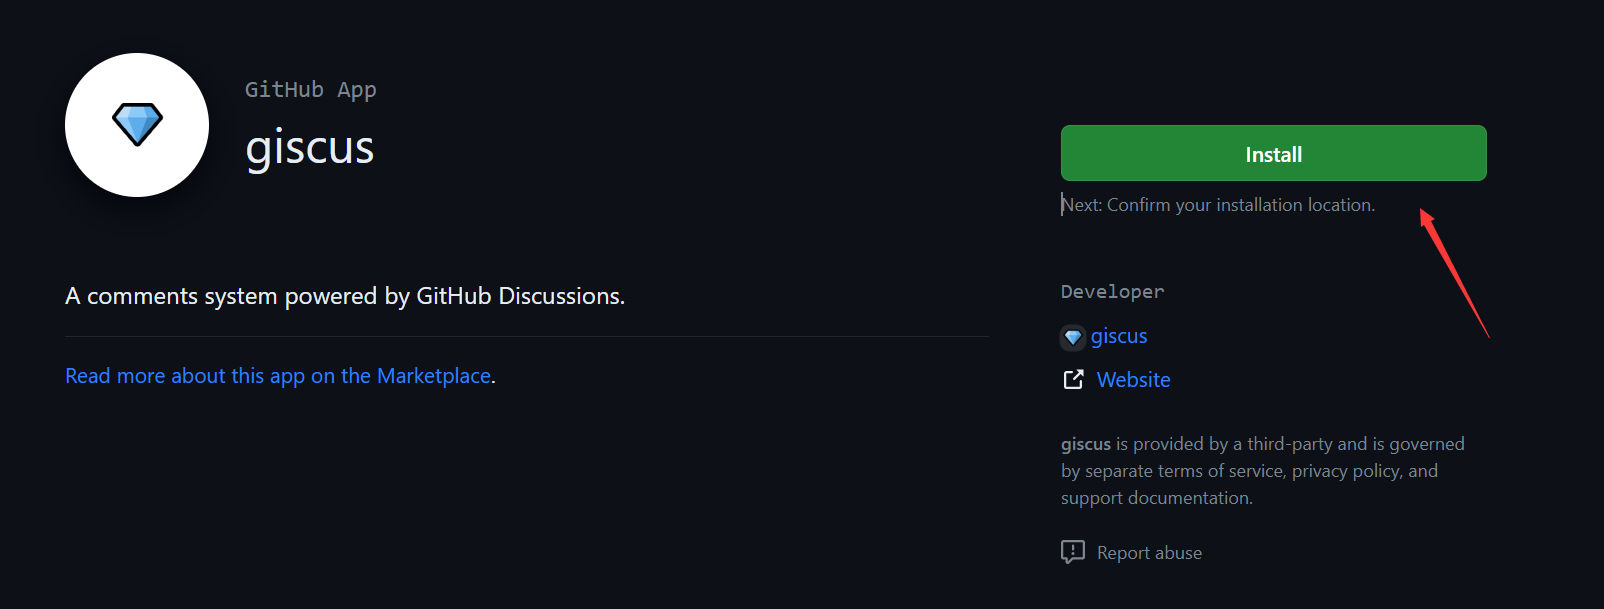 GitHub App
giscus
Install
Next: Confirm your installation location.
A comments system powered by GitHub Discussions.
Read more about this app on the Marketplace.
Developer
giscus
Website
giscus is provided by a third-party and is governed
by separate terms of service, privacy policy, and
support documentation.
Report abuse